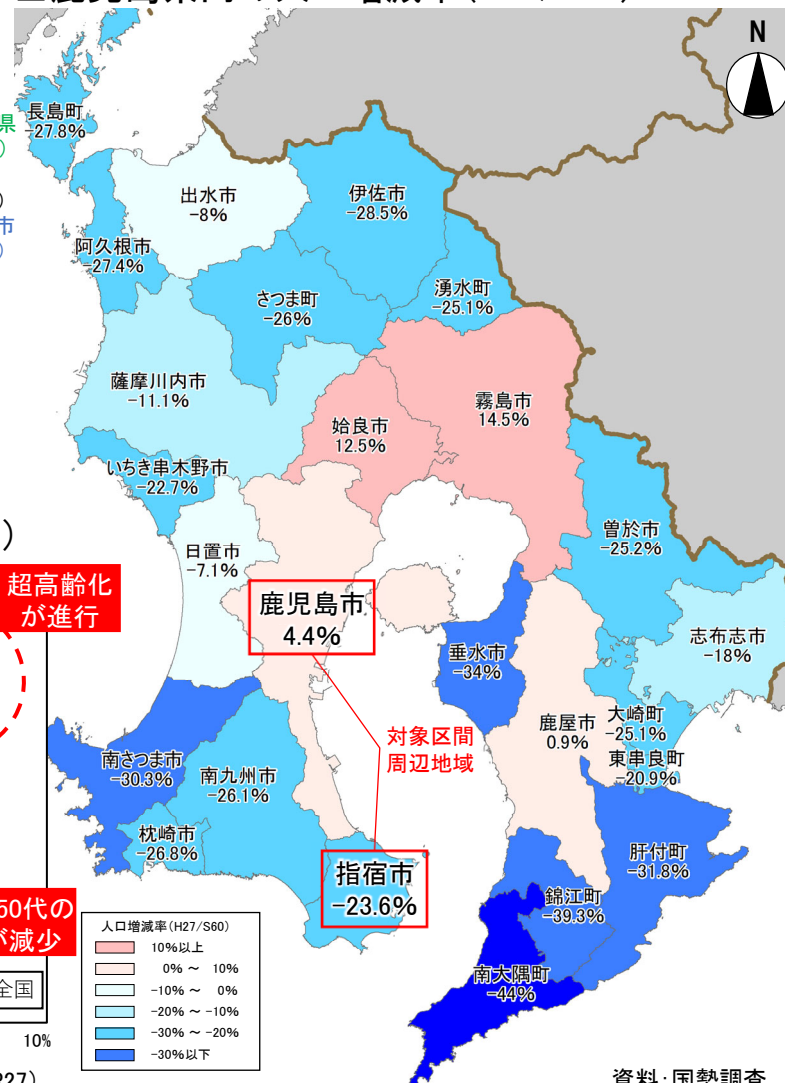 N
長島町
-27.8%
県
)
)
市
)
出水市
-8%
伊佐市
-28.5%
阿久根市
-27.4%
さつま町
-26%
湧水町
-25.1%
薩摩川内市
-11.1%
霧島市
14.5%
姶良市
12.5%
いちき串木野市
-22.7%
曽於市
-25.2%
)
日置市
-7.1%
超高齢化
が進行
鹿児島市
4.4%
志布志市
-18%
垂水市
-34%
大崎町
-25.1%
鹿屋市
0.9%
対象区間
周辺地域
東串良町
-20.9%
南さつま市
-30.3%
南九州市
-26.1%
枕崎市
-26.8%
肝付町
-31.8%
指宿市
-23.6%
錦江町
-39.3%
50代の
が減少
南大隅町
-44%
人口増減率(H27/S60)
10%以上
0% ~ 10%
-10% ~ 0%
-20% ~ -10%
-30% ~ -20%
-30%以下
全国
10%
227)
資料:国勢調査